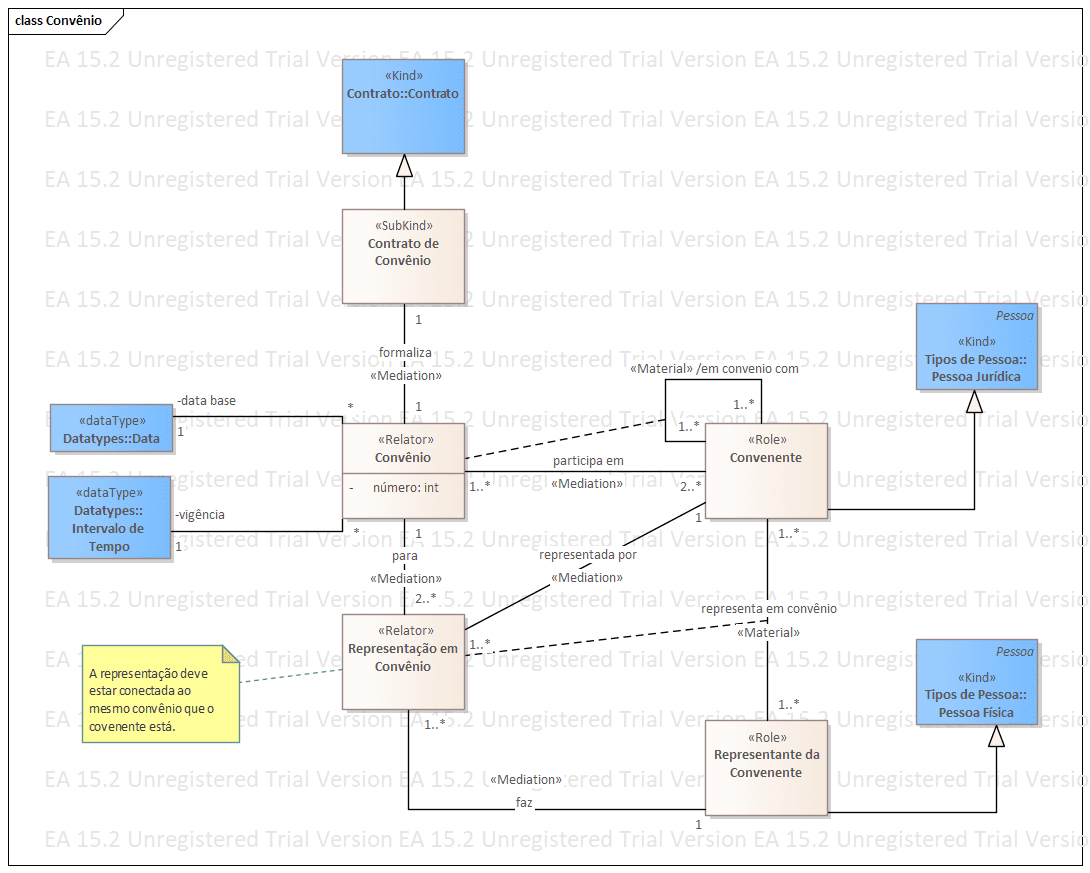 class Convênio
EA 15.2 Unregistered Trial Version EA 15.2 Unregistered Trial Version EA 15.2 Unregistered Trial Versio
«Kind»
Contrato::Contrato
«SubKind»
Contrato de
Convênio
1
formaliza
«Mediation»
1
-data base
*
1
«dataType»
Datatypes::Data
«dataType»
Datatypes::
Intervalo de
Tempo
-vigência
1
*
«Relator»
Convênio
- número: int
«Material» /em convenio com
1..*
1..*
participa em
«Mediation»
1..*
2..*
«Role»
Convenente
Pessoa
«Kind»
Tipos de Pessoa::
Pessoa Jurídica
1
para
«Mediation»
2..*
1
representada por
«Mediation»
1..*
1..*
representa em convênio
«Material»
1..*
«Relator»
Representação em
Convênio
A representação deve
estar conectada ao
mesmo convênio que o
covenente está.
Pessoa
«Kind»
Tipos de Pessoa::
Pessoa Física
«Role»
Representante da
Convenente
1..*
«Mediation»
faz
1